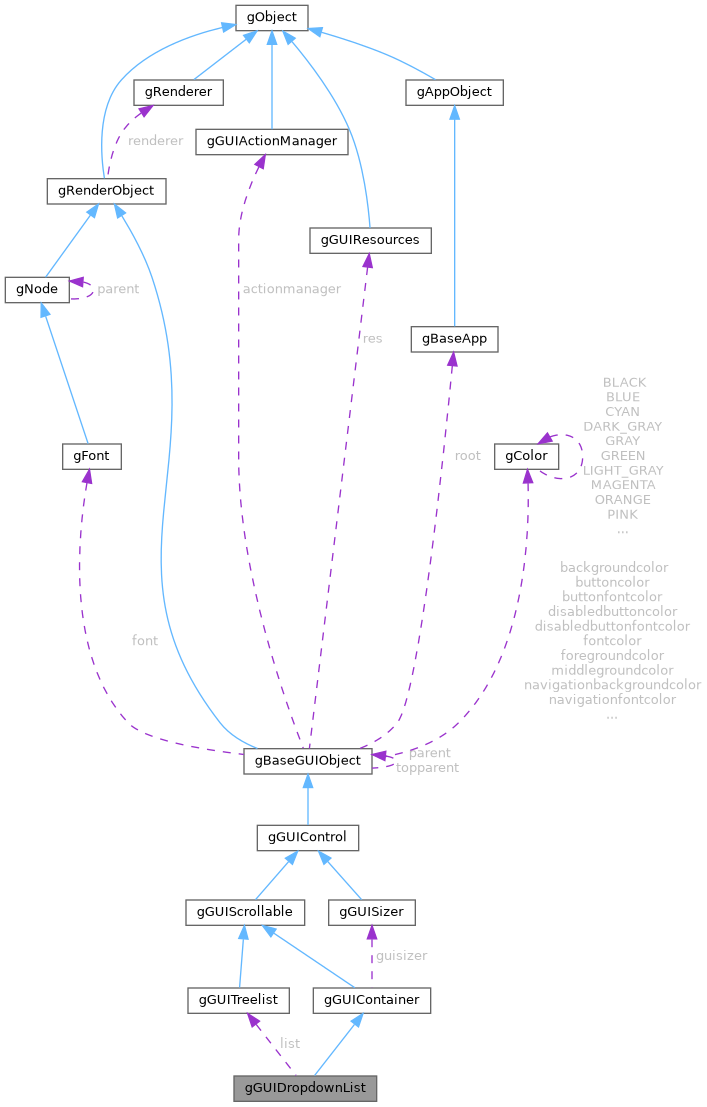 gObject
gRenderer
gAppObject
renderer
gGUIActionManager
gRenderObject
gGUIResources
gNode
parent
actionmanager
res
gBaseApp
BLACK
BLUE
CYAN
DARK_GRAY
GRAY
GREEN
LIGHT_GRAY
MAGENTA
ORANGE
PINK
...
gFont
root
gColor
backgroundcolor
buttoncolor
buttonfontcolor
disabledbuttoncolor
disabledbuttonfontcolor
fontcolor
foregroundcolor
middlegroundcolor
navigationbackgroundcolor
navigationfontcolor
...
font
gBaseGUIObject
parent
topparent
gGUIControl
gGUIScrollable
gGUISizer
guisizer
gGUITreelist
gGUIContainer
list
gGUIDropdownList